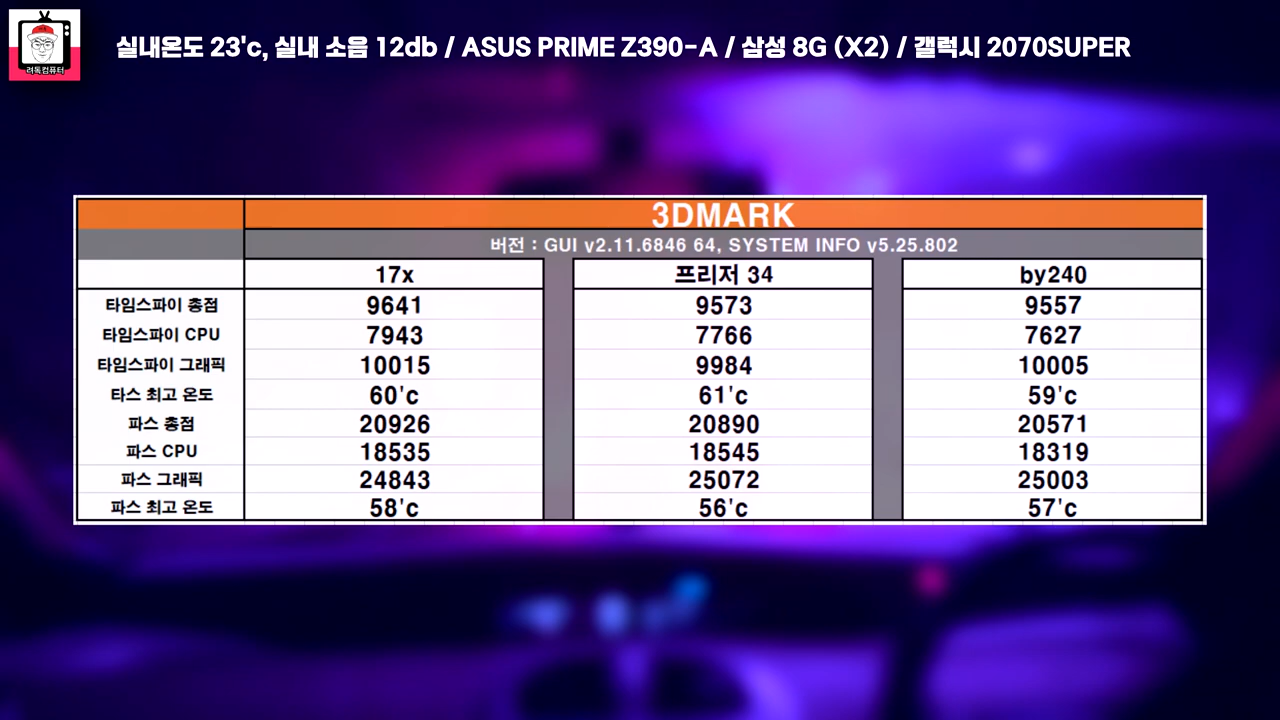 려톡컴퓨터
실내온도 23'c, 실내 소음 12db / ASUS PRIME Z390-A / 삼성 8G (X2) / 갤럭시 2070SUPER
3DMARK
버전 : GUI v2.11.6846 64, SYSTEM INFO v5.25.802
17x 프리저 34 by240
타임스파이 총점 9641 9573 9557
타임스파이 CPU 7943 7766 7627
타임스파이 그래픽 10015 9984 10005
타스 최고 온도 60'c 61'c 59'c
파스 총점 20926 20890 20571
파스 CPU 18535 18545 18319
파스 그래픽 24843 25072 25003
파스 최고 온도 58'c 56'c 57'c